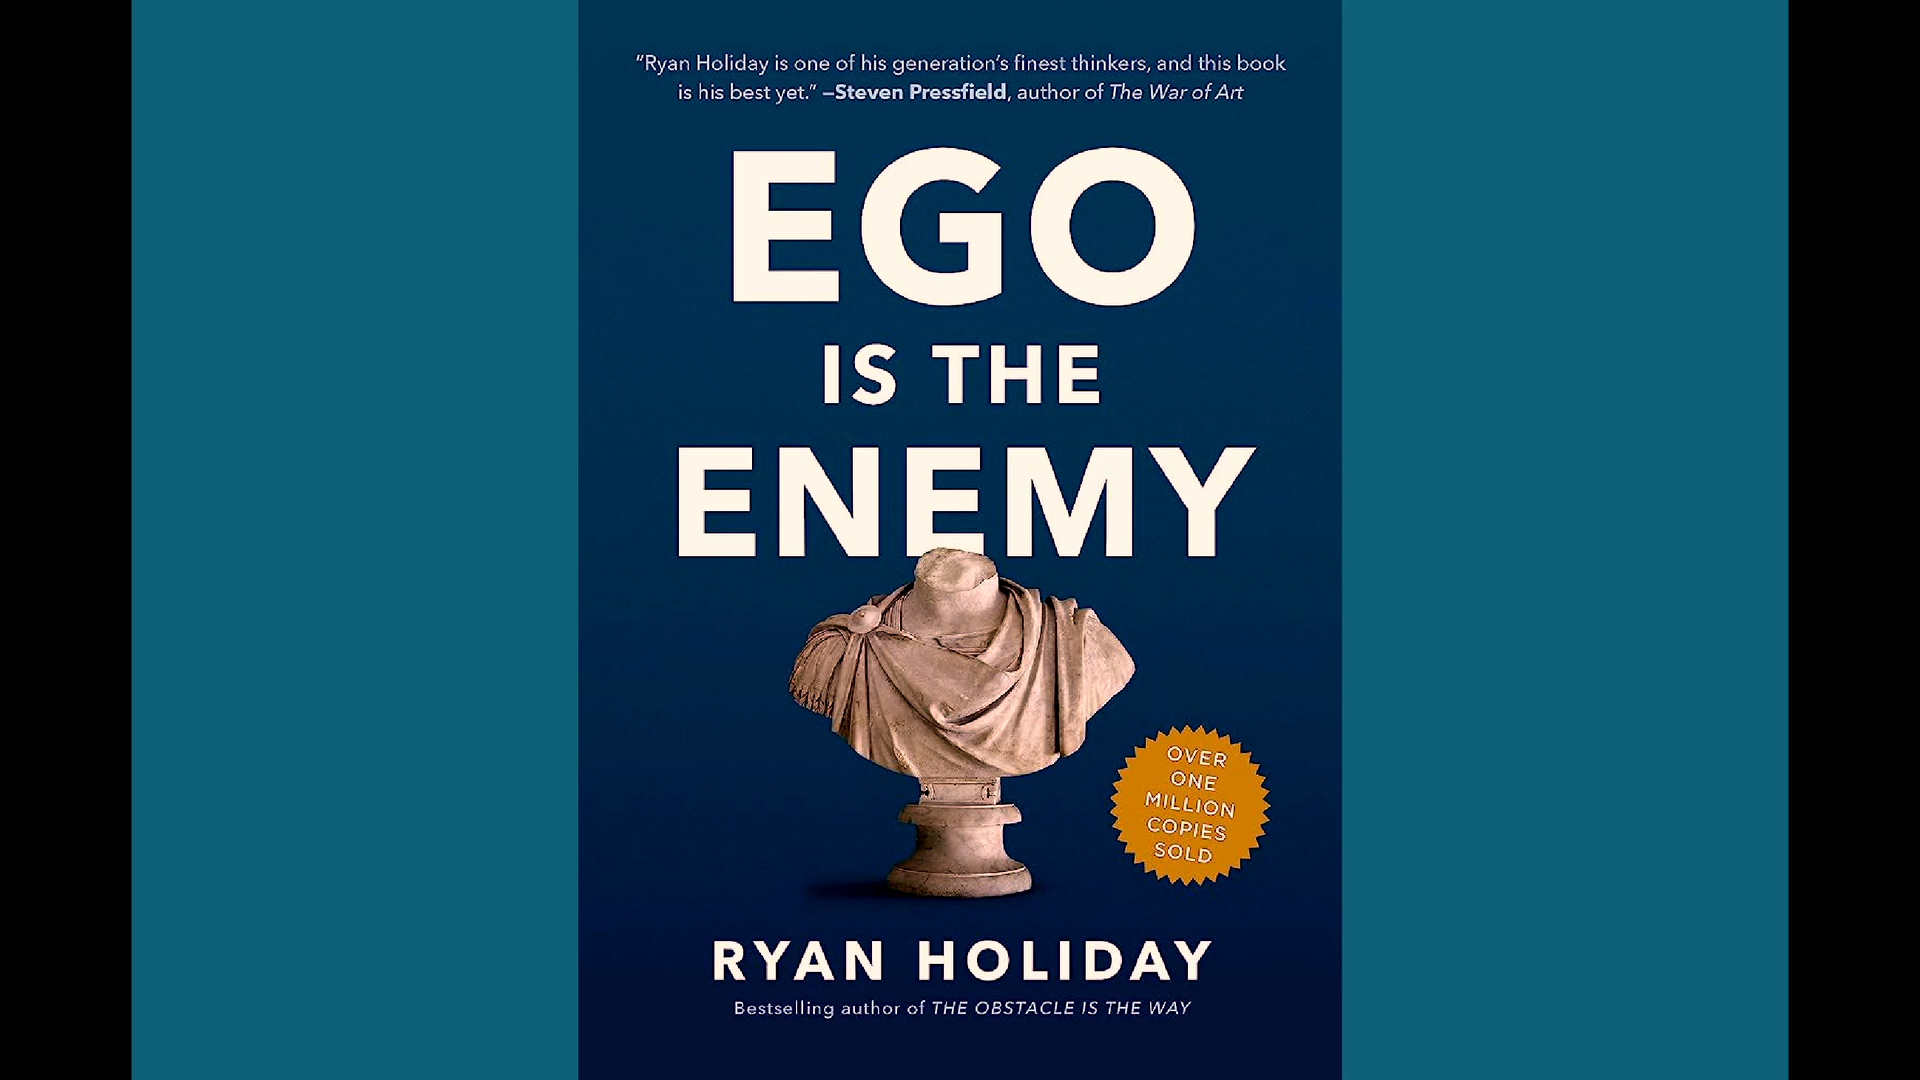 "Ryan Holiday is one of his generation's finest thinkers, and this book
is his best yet." —Steven Pressfield, author of The War of Art
EGO
IS THE
ENEMY
OVER
ONE
MILLION
COPIES
SOLD
RYAN HOLIDAY
Bestselling author of THE OBSTACLE IS THE WAY